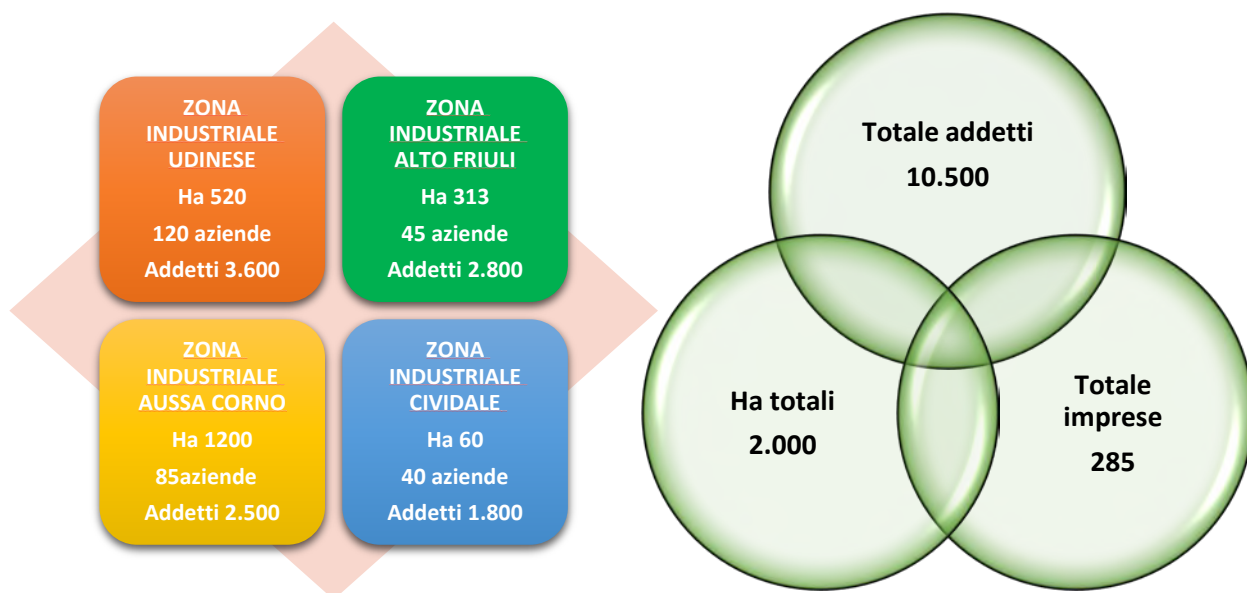 ZONA
INDUSTRIALE
UDINESE
Ha 520
120 aziende
Addetti 3.600
ZONA
INDUSTRIALE
ALTO FRIULI
Ha 313
45 aziende
Addetti 2.800
ZONA
INDUSTRIALE
AUSSA CORNO
Ha 1200
85aziende
Addetti 2.500
ZONA
INDUSTRIALE
CIVIDALE
Ha 60
40 aziende
Addetti 1.800
Totale addetti
10.500
Ha totali
2.000
Totale
imprese
285